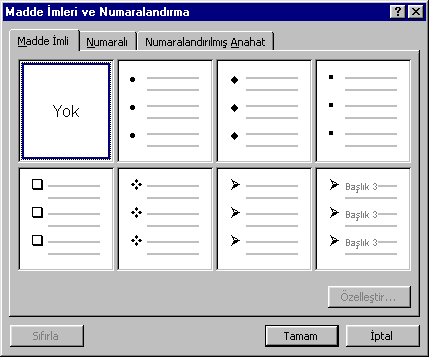 Madde İmleri ve Numaralandırma
Madde İmli Numaralı Numaralandırılmış Anahat
Yok
Başlık 3
Başlık 3
Başlık 3
Özelleştir...
Sıfırla Tamam İptal